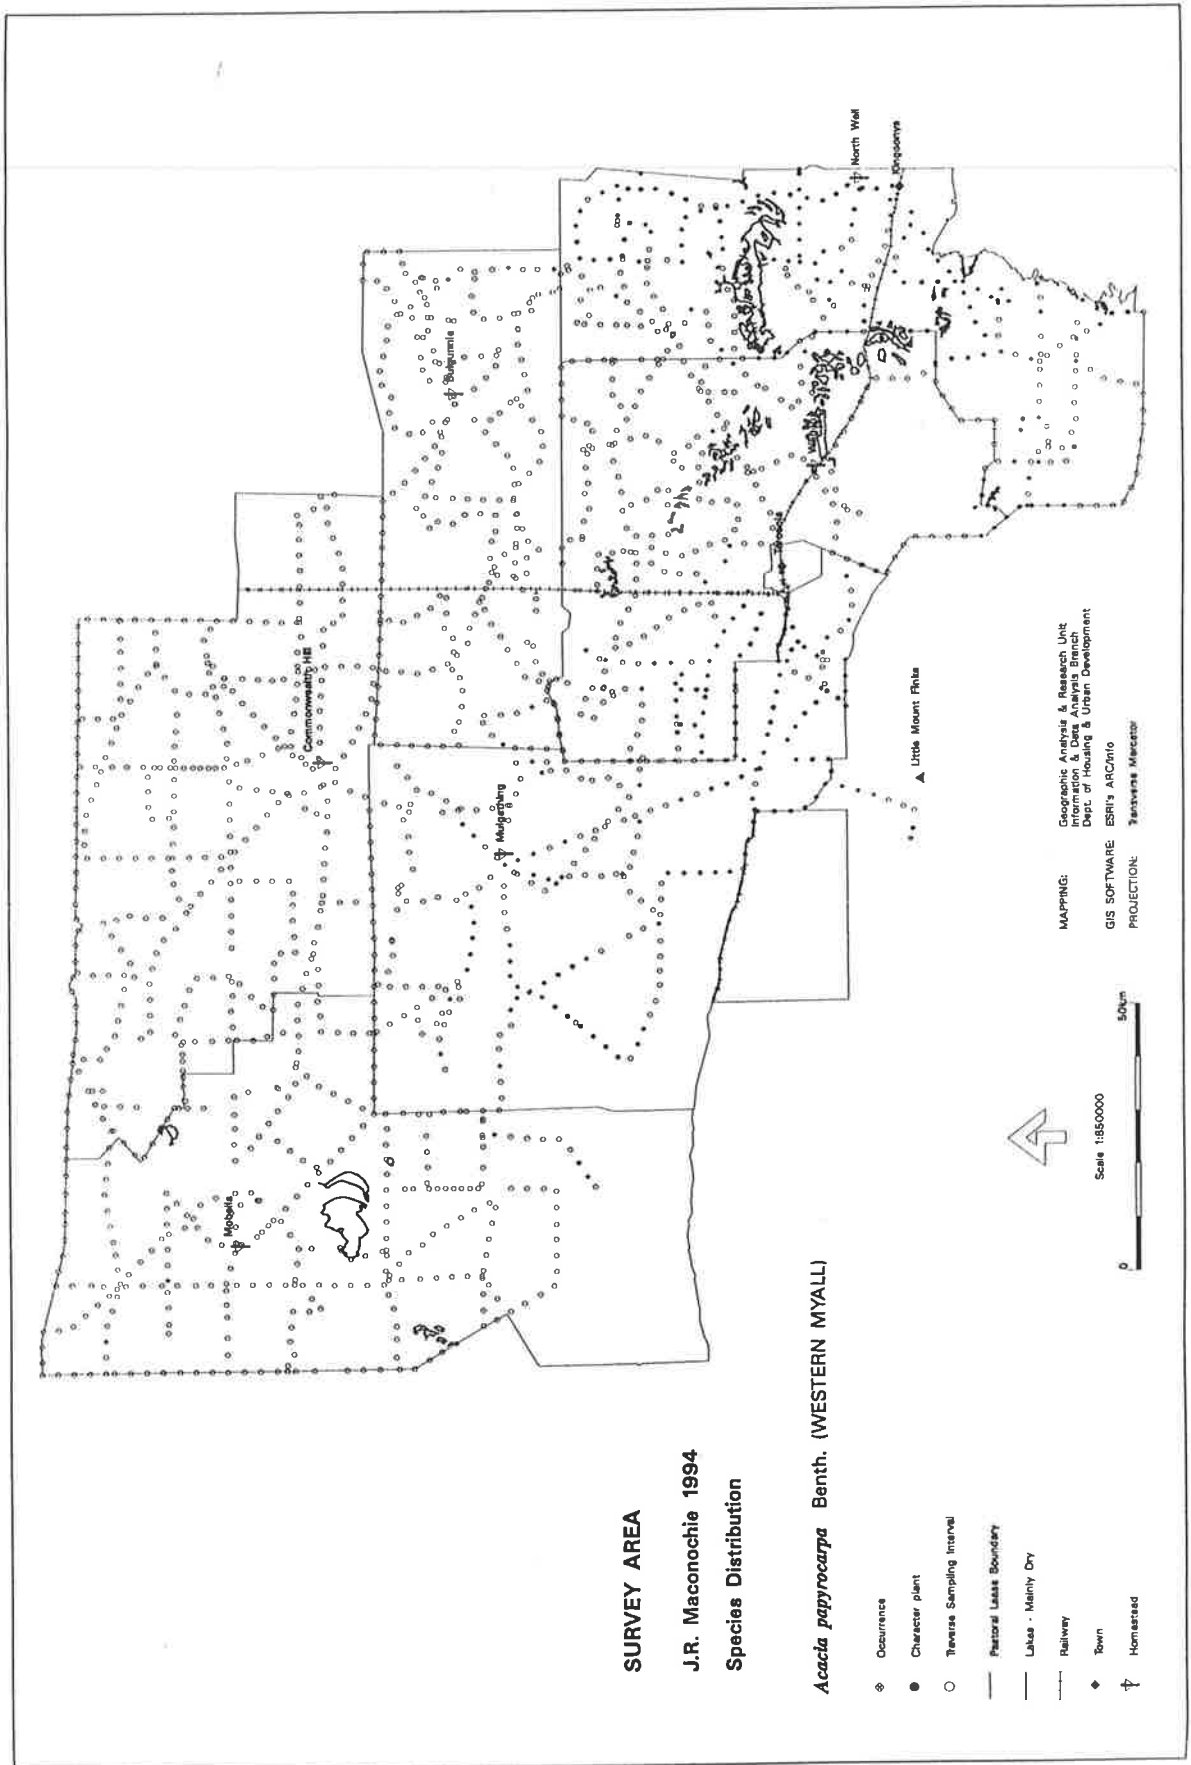 SURVEY AREA
J.R. Maconochie 1994
Species Distribution
Acacia papyrocarpa Benth. (WESTERN MYALL)
Occurrence
Character plant
Traverse Sampling Interval
Pastoral Lease Boundary
Lakes - Mainly Dry
Railway
Town
Homestead
Mobella
Commonwealth Hill
Mulgathing
Bulgunnia
North Well
Kingoonya
Tarcoola
Little Mount Finke
Scale 1:850000
0
50km
MAPPING:
Geographic Analysis & Research Unit
Information & Data Analysis Branch
Dept. of Housing & Urban Development
GIS SOFTWARE: ESRI's ARC/Info
PROJECTION: Transverse Mercator